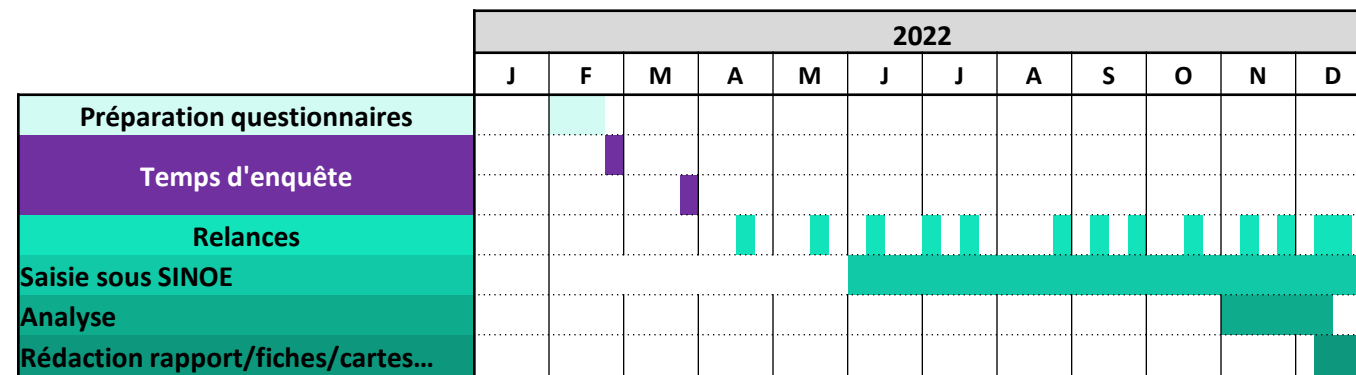 2022
J F M A M J J A S O N D
Préparation questionnaires
Temps d'enquête
Relances
Saisie sous SINOE
Analyse
Rédaction rapport/fiches/cartes…